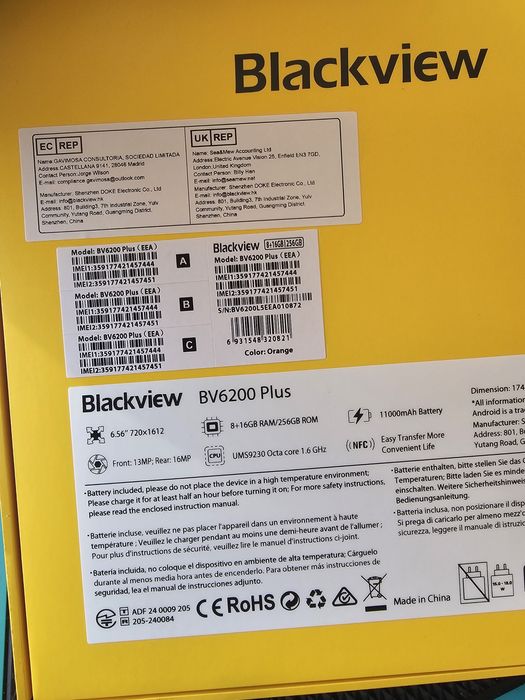 Blackview
EC REP
Name: GAVIMOSA CONSULTORIA, SOCIEDAD LIMITADA
Address: CASTELLANA 9141, 28046 Madrid
Contact Person: Jorge Wilson
E-mail: compliance.gavimosa@outlook.com
Manufacturer: Shenzhen DOKE Electronic Co., Ltd
E-mail: info@blackview.hk
Address: 801, Building3, 7th Industrial Zone, Yulv
Community, Yutang Road, Guangming District.
Shenzhen, China
UK REP
Name: Sea&Mew Accounting Ltd
Address: Electric Avenue Vision 25, Enfield EN3 7GD,
Contact Person: Billy Han
E-mail: info@seamew.net
Manufacturer: Shenzhen DOKE Electronic Co., Ltd
E-mail: info@blackview.hk
Address: 801, Building3, 7th Industrial Zone, Yulv
Community, Yutang Road, Guangming District.
Shenzhen, China
Model: BV6200 Plus (EEA)
IMEI1:359177421457444
IMEI2:359177421457451
A
Model: BV6200 Plus (EEA)
IMEI1:359177421457444
IMEI2:359177421457451
B
Model: BV6200 Plus (EEA)
IMEI1:359177421457444
IMEI2:359177421457451
C
Blackview 8+16GB 256GB
Model: BV6200 Plus (EEA)
IMEI1:359177421457444
IMEI2:359177421457451
S/N:BV6200L5EEA010872
6 931548 320821
Color: Orange
Blackview BV6200 Plus
6.56" 720×1612
8+16GB RAM/256GB ROM
11000mAh Battery
Front: 13MP; Rear: 16MP
CPU
UMS9230 Octa core 1.6 GHz
((NFC))
Easy Transfer More
Convenient Life
Dimension: 174
*All informatio
Android is a tra
Manufacturer: S
Address: 801, B
Yutang Road, G
·Battery included, please do not place the device in a high temperature environment;
Please charge it for at least half an hour before turning it on; For more safety instructions,
please read the enclosed instruction manual.
·Batterie incluse, veuillez ne pas placer l'appareil dans un environnement à haute
température ; Veuillez le charger pendant au moins une demi-heure avant de l'allumer ;
Pour plus d'instructions de sécurité, veuillez lire le manuel d'instructions ci-joint.
·Batería incluida, no coloque el dispositivo en ambiente de alta temperatura; Cárguelo
durante al menos media hora antes de encenderlo. Para obtener más instrucciones de
seguridad, lea el manual de instrucciones adjunto.
·Batterie enthalten, bitte stellen Sie das G
Temperaturen; Bitte laden Sie es minde
einschalten. Weitere Sicherheitshinweis
Bedienungsanleitung.
·Batteria inclusa, non posizionare il disp
Si prega di caricarlo per almeno mezz'o
sicurezza, leggere il manuale di istruzio
T ADF 24 0009 205
R 205-240084
CE RoHS
Made in China